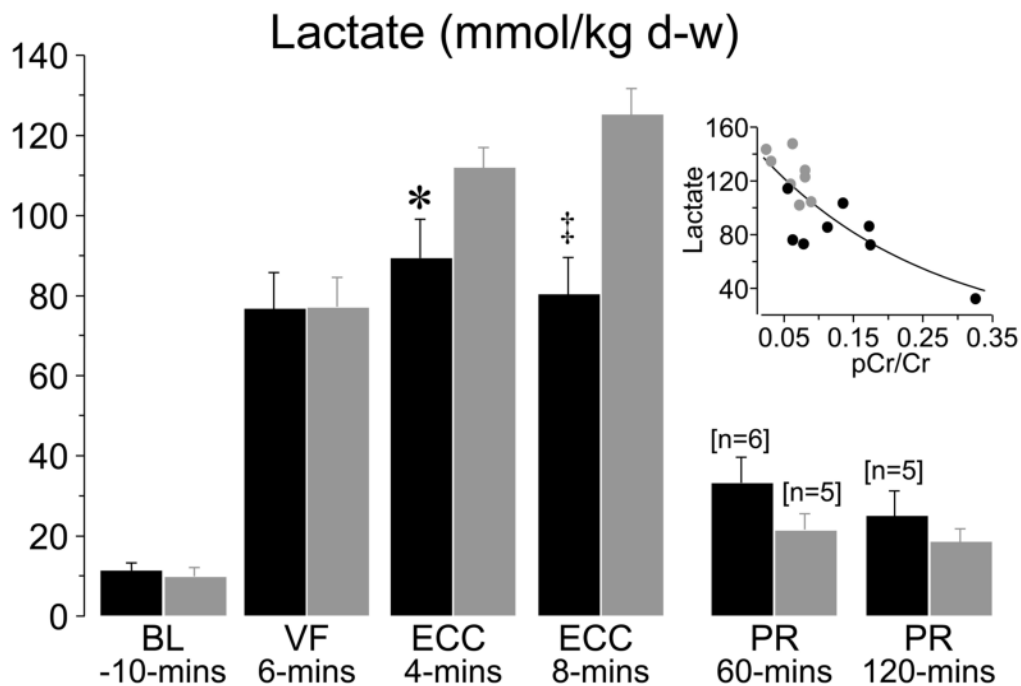 Lactate (mmol/kg d-w)
140
120
100
80
60
40
20
0
*
‡
‡
[n=6]
[n=5]
[n=5]
BL
-10-mins
VF
6-mins
ECC
4-mins
ECC
8-mins
PR
60-mins
PR
120-mins
Lactate
160
120
80
40
0.05 0.15 0.25 0.35
pCr/Cr